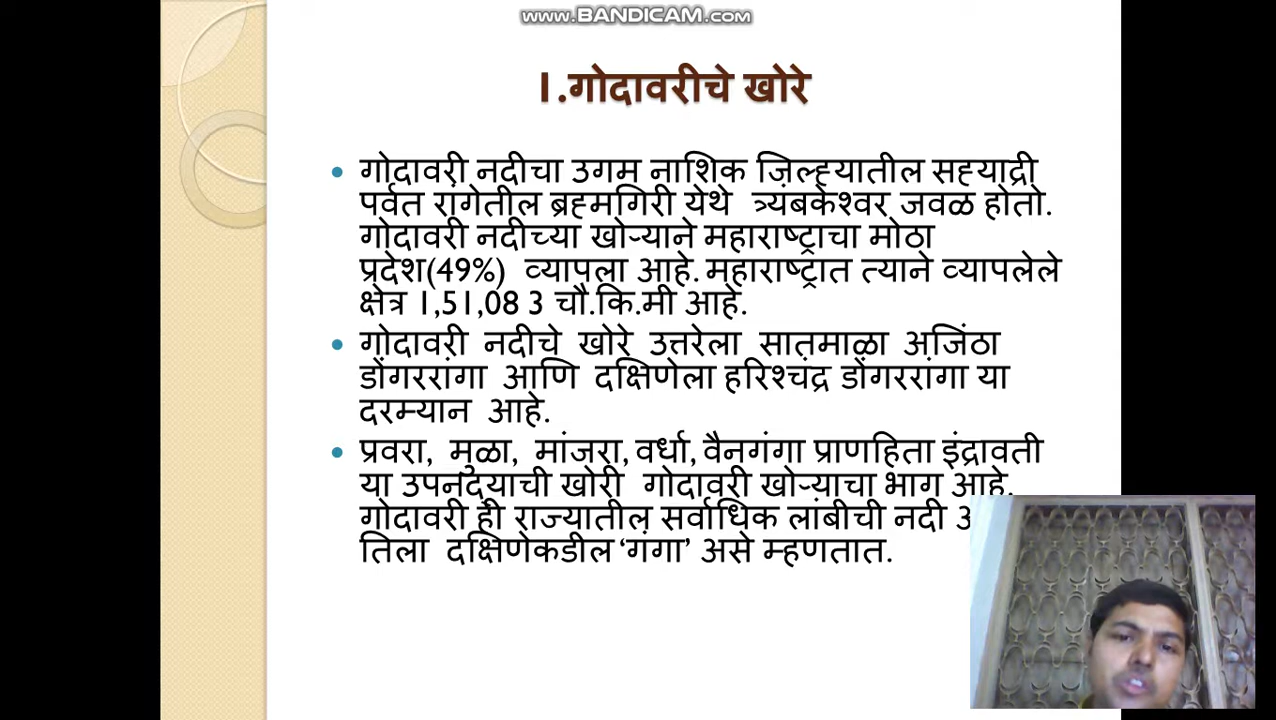 www.BANDICAM.com
1.गोदावरीचे खोरे
• गोदावरी नदीचा उगम नाशिक जिल्ह्यातील सह्याद्री
पर्वत रांगेतील ब्रह्मगिरी येथे त्र्यबकेश्वर जवळ होतो.
गोदावरी नदीच्या खोऱ्याने महाराष्ट्राचा मोठा
प्रदेश(49%) व्यापला आहे. महाराष्ट्रात त्याने व्यापलेले
क्षेत्र 1,51,08 3 चौ.कि.मी आहे.
• गोदावरी नदीचे खोरे उत्तरेला सातमाळा अजिंठा
डोंगररांगा आणि दक्षिणेला हरिश्चंद्र डोंगररांगा या
दरम्यान आहे.
• प्रवरा, मुळा, मांजरा, वर्धा, वैनगंगा प्राणहिता इंद्रावती
या उपनद्याची खोरी गोदावरी खोऱ्याचा भाग आहे.
गोदावरी ही राज्यातील सर्वाधिक लांबीची नदी
तिला दक्षिणेकडील ‘गंगा’ असे म्हणतात.